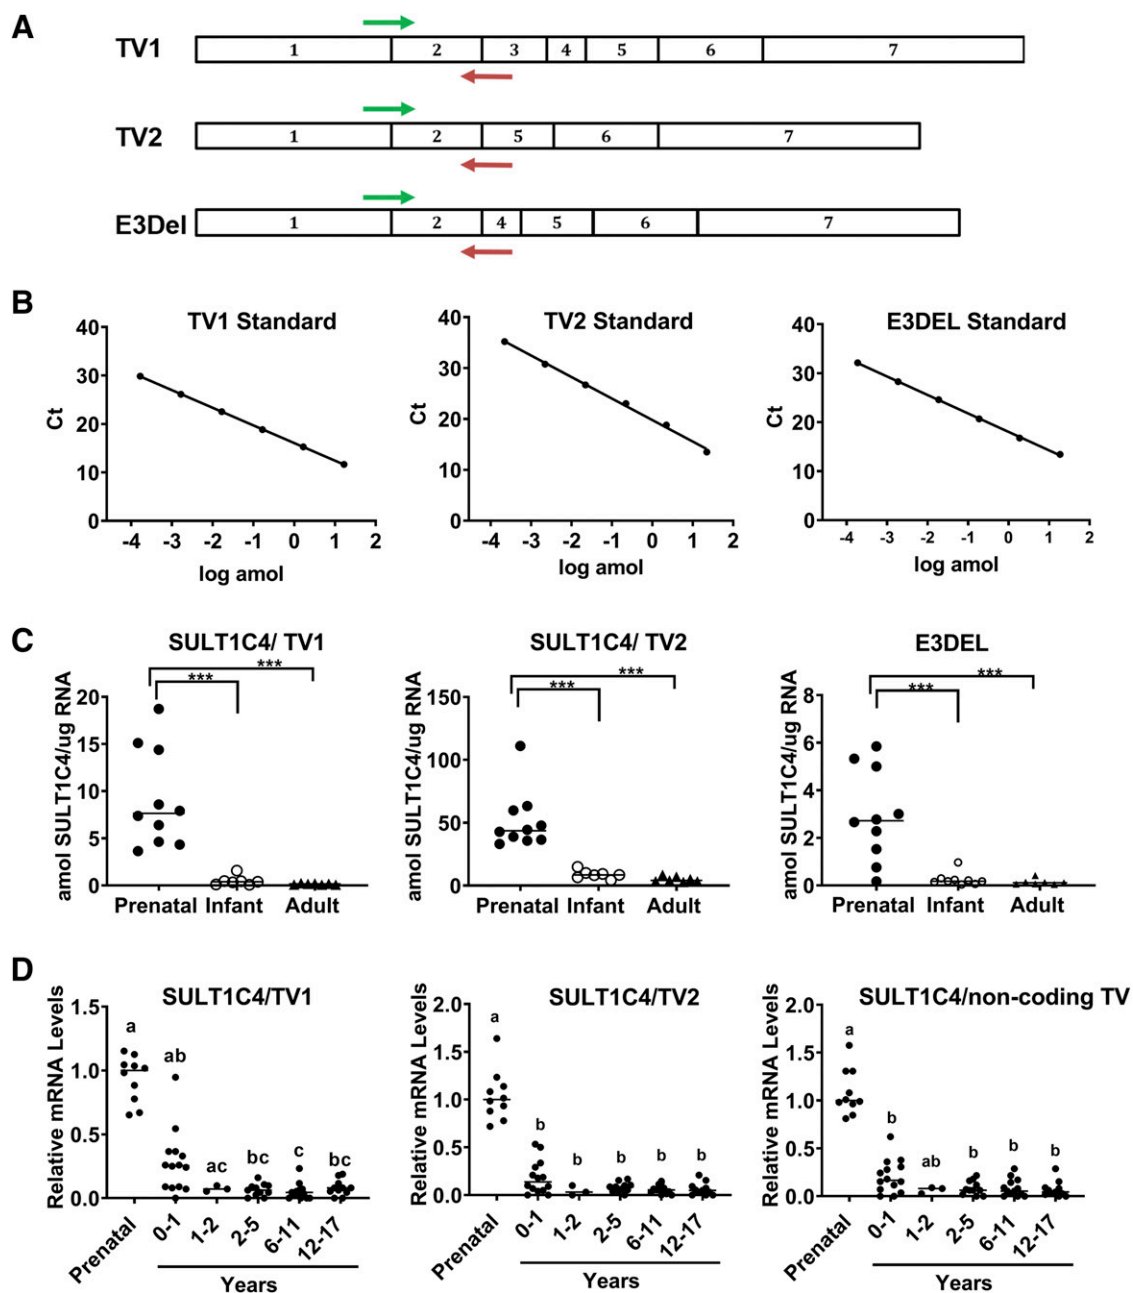 A
TV1 1 2 3 4 5 6 7
TV2 1 2 5 6 7
E3Del 1 2 4 5 6 7
B
TV1 Standard
Ct
40
30
20
10
0
-4 -3 -2 -1 0 1 2
log amol
TV2 Standard
Ct
40
30
20
10
0
-4 -3 -2 -1 0 1 2
log amol
E3DEL Standard
Ct
40
30
20
10
0
-4 -3 -2 -1 0 1 2
log amol
C
SULT1C4/ TV1
***
***
amol SULT1C4/ug RNA
20
15
10
5
0
Prenatal Infant Adult
SULT1C4/ TV2
***
***
amol SULT1C4/ug RNA
150
100
50
0
Prenatal Infant Adult
E3DEL
***
***
amol SULT1C4/ug RNA
8
6
4
2
0
Prenatal Infant Adult
D
SULT1C4/TV1
Relative mRNA Levels
1.5
1.0
0.5
0.0
a ab ac bc c bc
Prenatal 0-1 1-2 2-5 6-11 12-17
Years
SULT1C4/TV2
Relative mRNA Levels
2.0
1.5
1.0
0.5
0.0
a b b b b b
Prenatal 0-1 1-2 2-5 6-11 12-17
Years
SULT1C4/non-coding TV
Relative mRNA Levels
2.0
1.5
1.0
0.5
0.0
a b ab b b b
Prenatal 0-1 1-2 2-5 6-11 12-17
Years